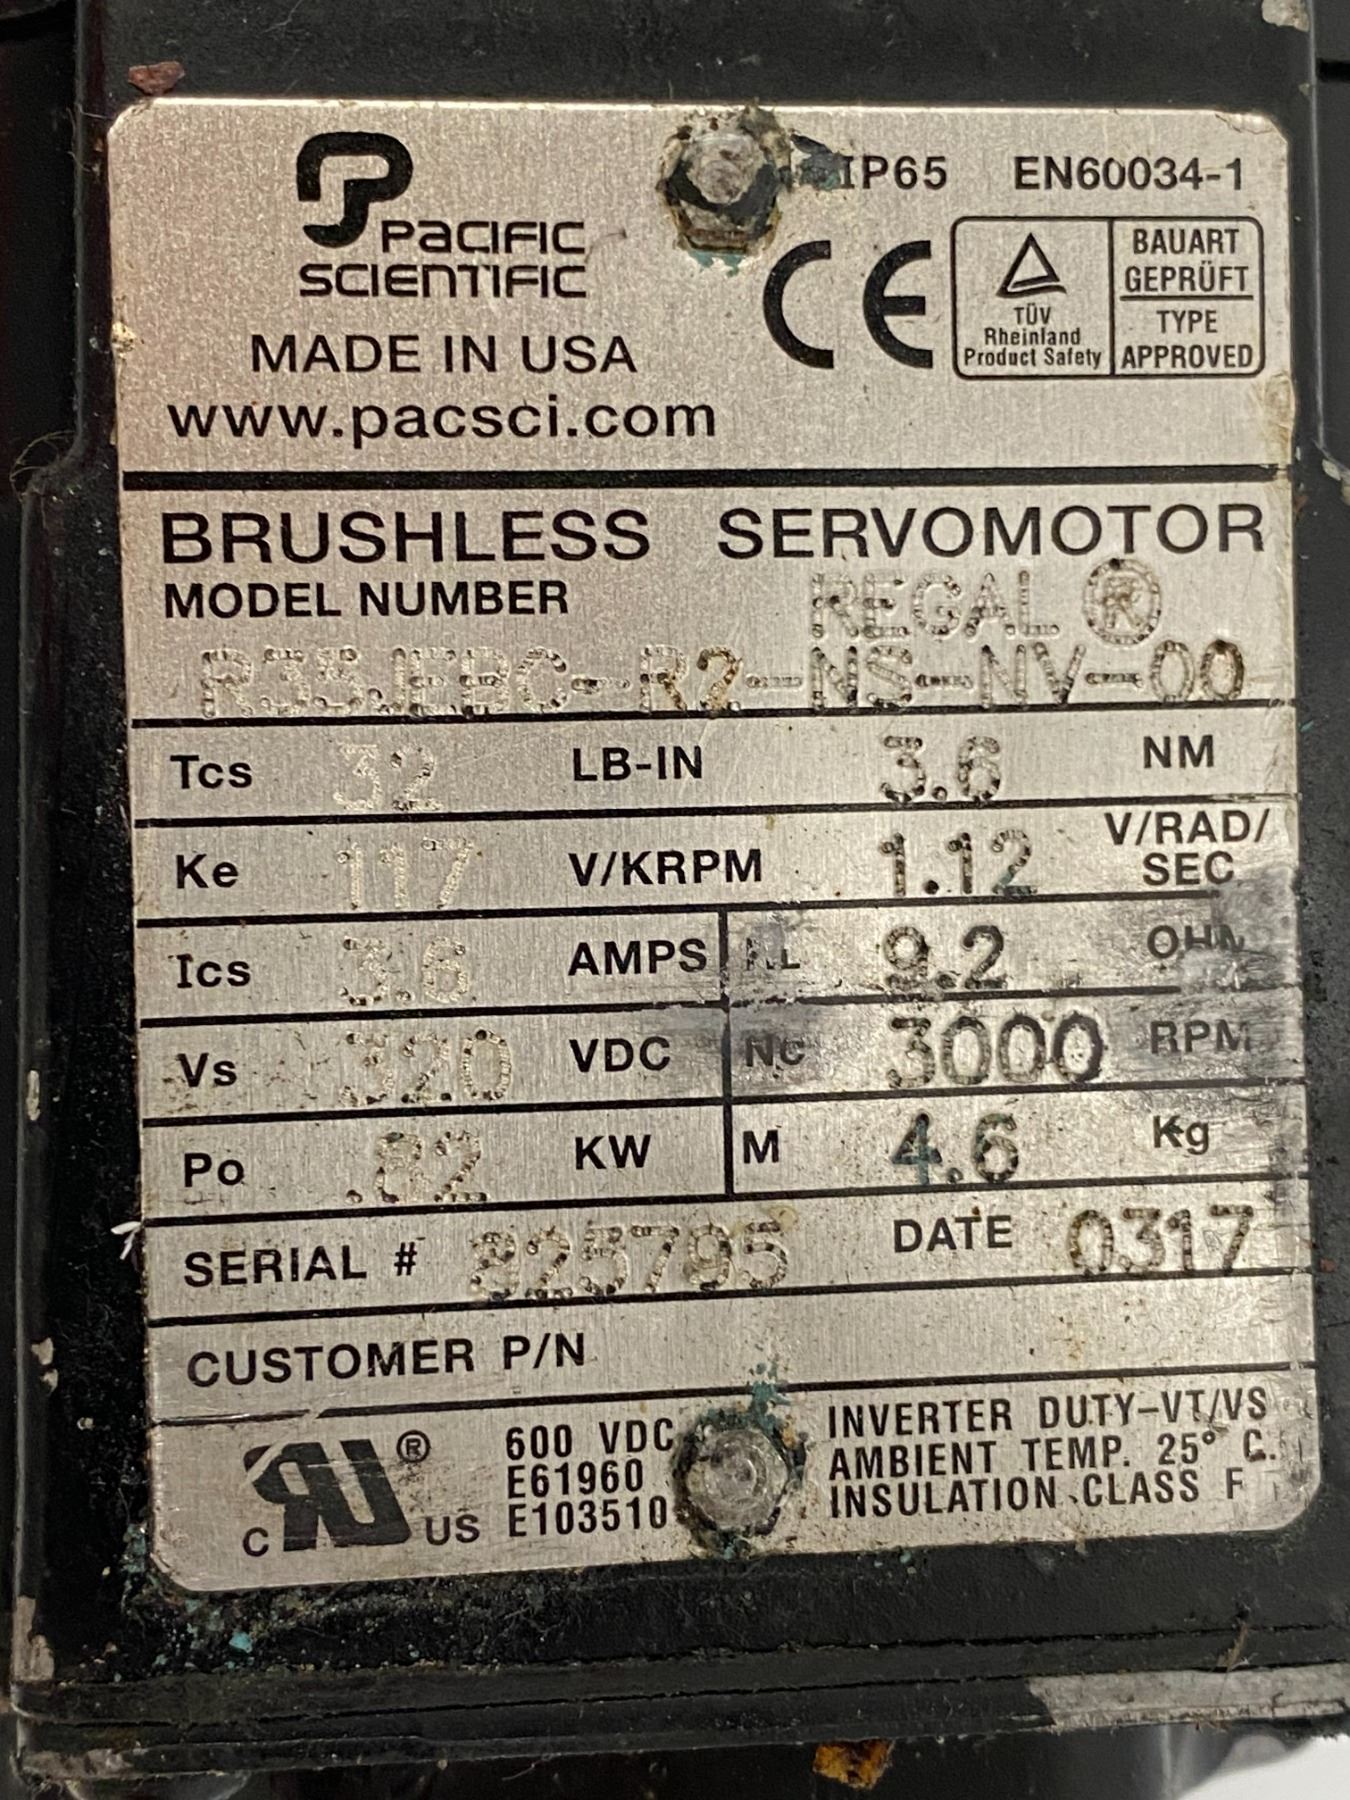 PACIFIC
SCIENTIFIC
MADE IN USA
www.pacsci.com
IP65 EN60034-1
CE
TÜV
Rheinland
Product Safety
BAUART
GEPRÜFT
TYPE
APPROVED
BRUSHLESS SERVOMOTOR
MODEL NUMBER REGAL ®
R35JEBC-R2-NS-NV-00
Tcs 32 LB-IN 3.6 NM
Ke 117 V/KRPM 1.12 V/RAD/
SEC
Ics 3.6 AMPS 9.2 OHM
Vs 320 VDC Nc 3000 RPM
Po .82 KW M 4.6 Kg
SERIAL # DATE 0317
CUSTOMER P/N
C RU ® US
600 VDC
E61960
E103510
INVERTER DUTY-VT/VS
AMBIENT TEMP. 25° C.
INSULATION CLASS F